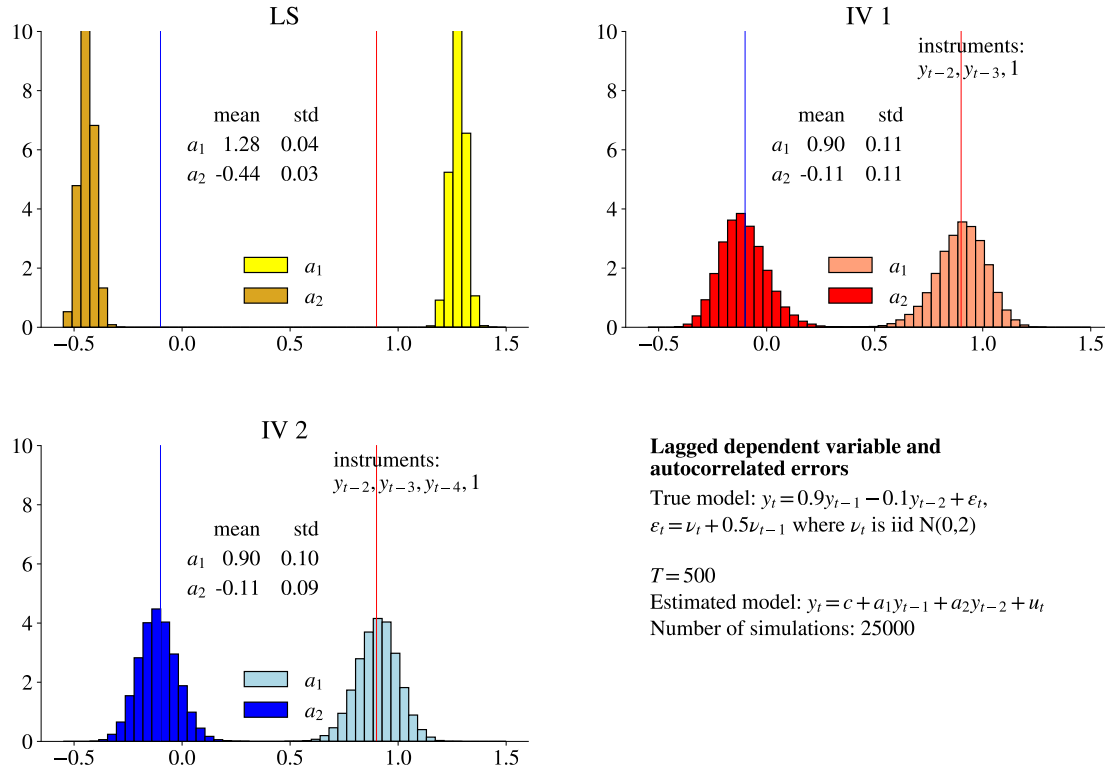 LS
10
8
6
4
2
0
mean std
a₁ 1.28 0.04
a₂ -0.44 0.03
a₁
a₂
−0.5 0.0 0.5 1.0 1.5
IV 1
10
8
6
4
2
0
instruments:
yₜ₋₂, yₜ₋₃, 1
mean std
a₁ 0.90 0.11
a₂ -0.11 0.11
a₁
a₂
−0.5 0.0 0.5 1.0 1.5
IV 2
10
8
6
4
2
0
instruments:
yₜ₋₂, yₜ₋₃, yₜ₋₄, 1
mean std
a₁ 0.90 0.10
a₂ -0.11 0.09
a₁
a₂
−0.5 0.0 0.5 1.0 1.5
Lagged dependent variable and
autocorrelated errors
True model: yₜ = 0.9yₜ₋₁ − 0.1yₜ₋₂ + εₜ,
εₜ = νₜ + 0.5νₜ₋₁ where νₜ is iid N(0,2)
T = 500
Estimated model: yₜ = c + a₁yₜ₋₁ + a₂yₜ₋₂ + uₜ
Number of simulations: 25000